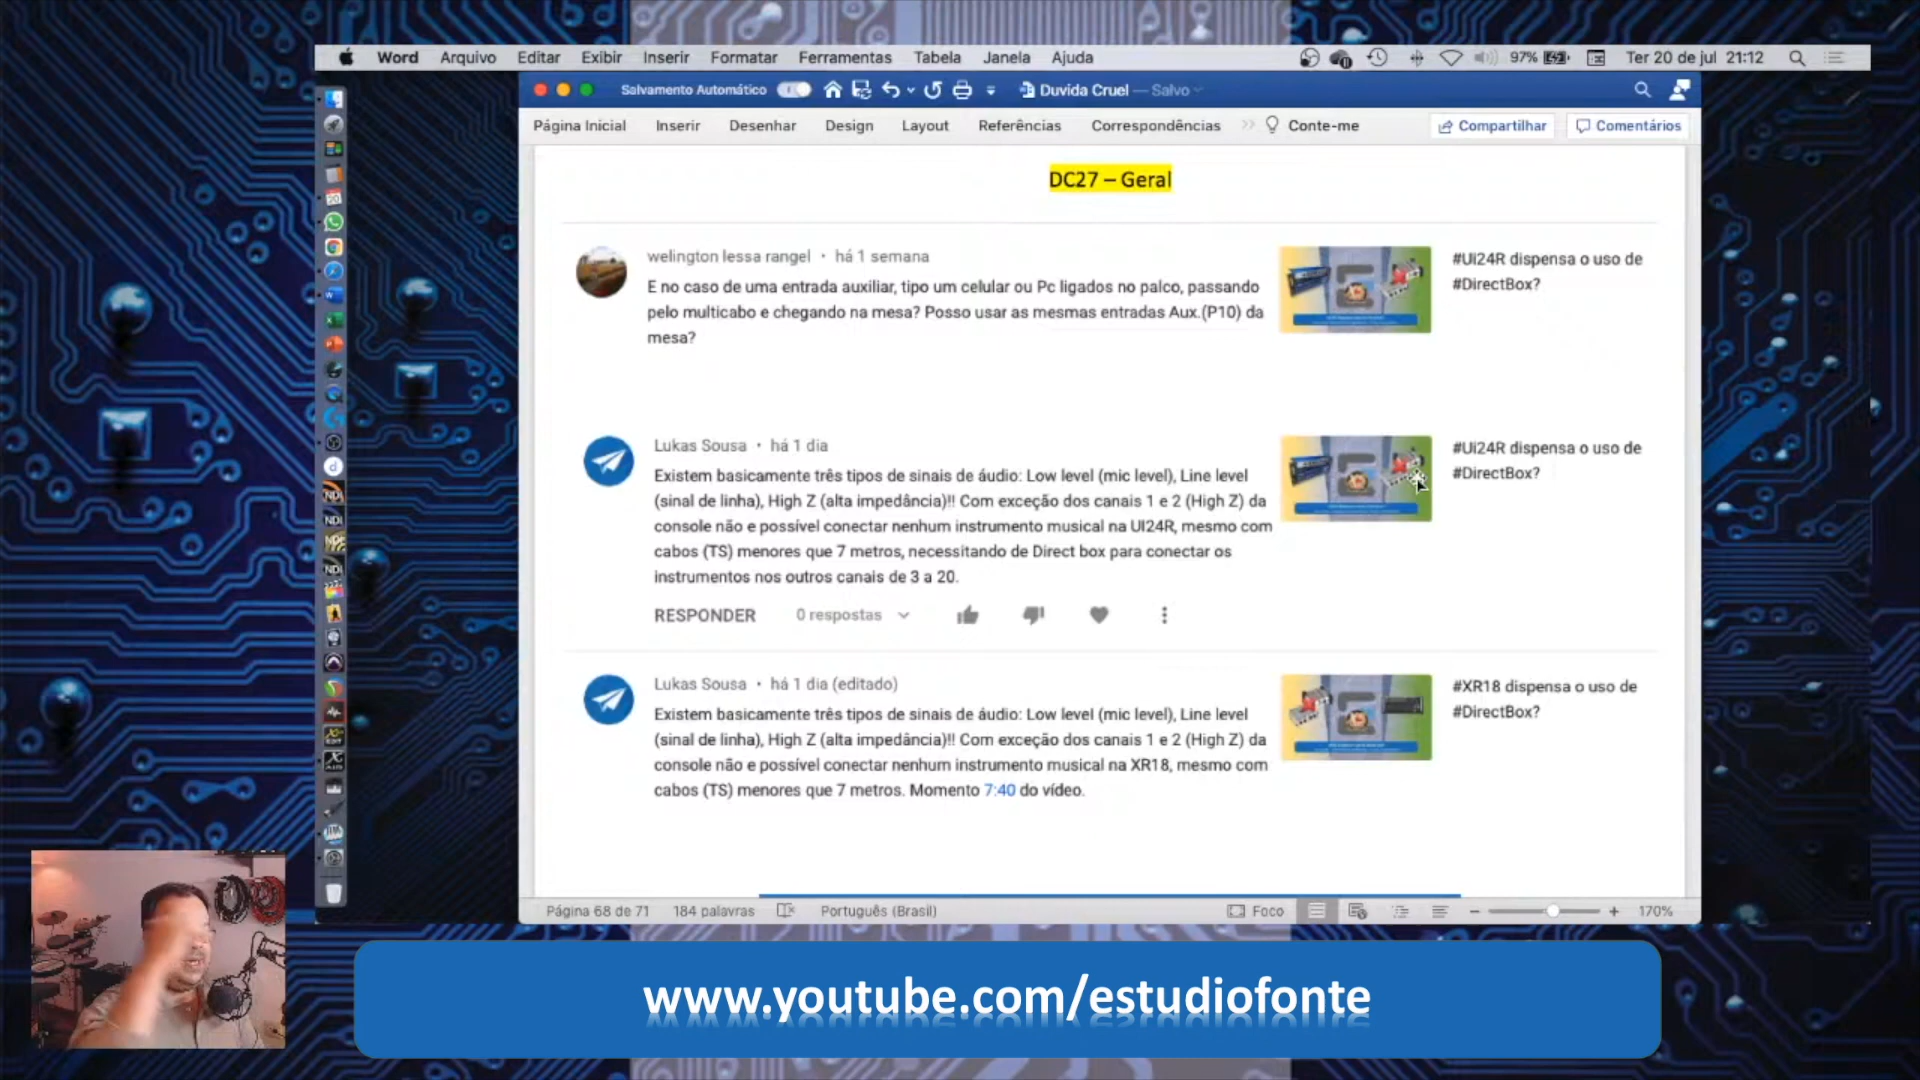 Word Arquivo Editar Exibir Inserir Formatar Ferramentas Tabela Janela Ajuda 97% Ter 20 de jul 21:12
Salvamento Automático Duvida Cruel — Salvo
Página Inicial Inserir Desenhar Design Layout Referências Correspondências Conte-me Compartilhar Comentários
DC27 – Geral
welington lessa rangel • há 1 semana
E no caso de uma entrada auxiliar, tipo um celular ou Pc ligados no palco, passando
pelo multicabo e chegando na mesa? Posso usar as mesmas entradas Aux.(P10) da
mesa?
#Ui24R dispensa o uso de
#DirectBox?
Lukas Sousa • há 1 dia
Existem basicamente três tipos de sinais de áudio: Low level (mic level), Line level
(sinal de linha), High Z (alta impedância)!! Com exceção dos canais 1 e 2 (High Z) da
console não e possível conectar nenhum instrumento musical na UI24R, mesmo com
cabos (TS) menores que 7 metros, necessitando de Direct box para conectar os
instrumentos nos outros canais de 3 a 20.
RESPONDER 0 respostas
#Ui24R dispensa o uso de
#DirectBox?
Lukas Sousa • há 1 dia (editado)
Existem basicamente três tipos de sinais de áudio: Low level (mic level), Line level
(sinal de linha), High Z (alta impedância)!! Com exceção dos canais 1 e 2 (High Z) da
console não e possível conectar nenhum instrumento musical na XR18, mesmo com
cabos (TS) menores que 7 metros. Momento 7:40 do vídeo.
#XR18 dispensa o uso de
#DirectBox?
Página 68 de 71 184 palavras Português (Brasil) Foco 170%
www.youtube.com/estudiofonte